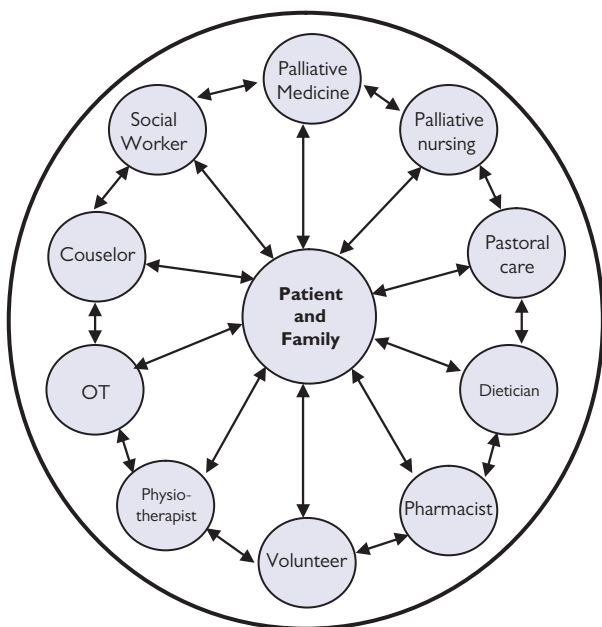 Palliative
Medicine
Palliative
nursing
Pastoral
care
Dietician
Pharmacist
Volunteer
Physio-
therapist
OT
Couselor
Social
Worker
Patient
and
Family